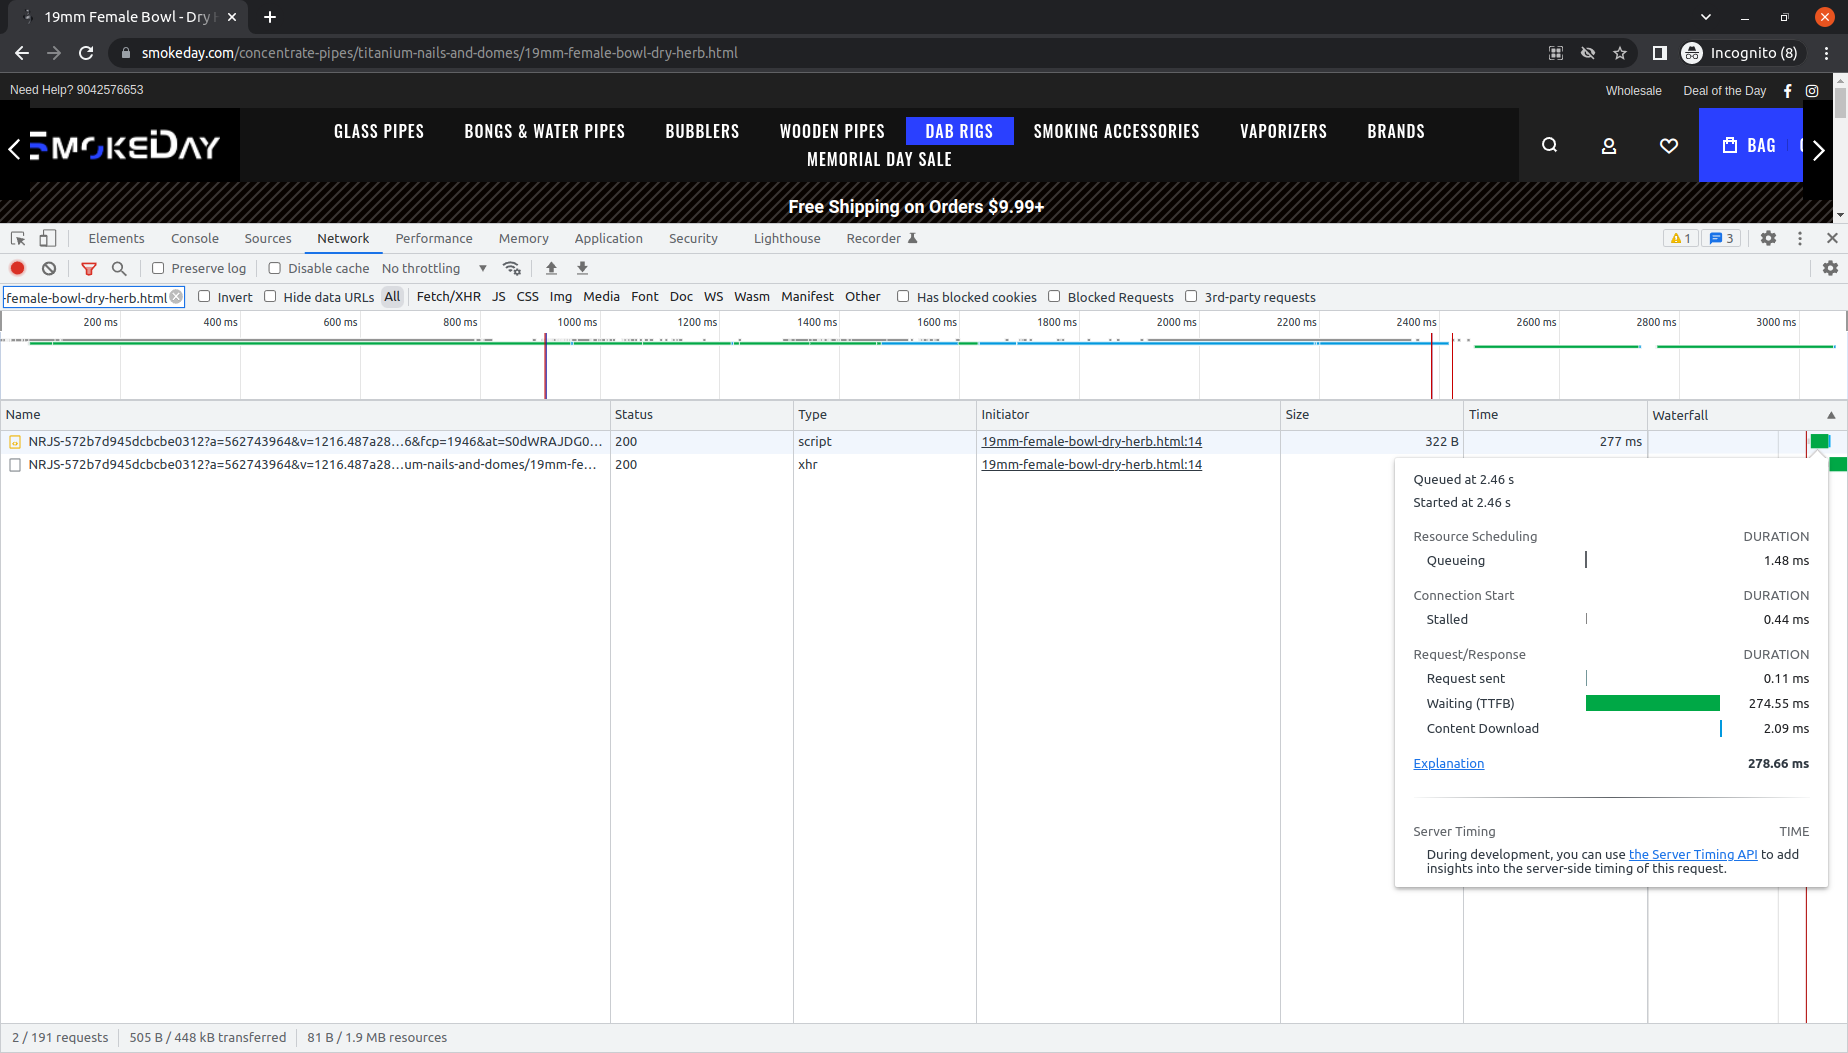 19mm Female Bowl - Dry H
smokeday.com/concentrate-pipes/titanium-nails-and-domes/19mm-female-bowl-dry-herb.html
Incognito (8)
Need Help? 9042576653
Wholesale Deal of the Day
SMOKEDAY
GLASS PIPES BONGS & WATER PIPES BUBBLERS WOODEN PIPES DAB RIGS SMOKING ACCESSORIES VAPORIZERS BRANDS
MEMORIAL DAY SALE
BAG
Free Shipping on Orders $9.99+
Elements Console Sources Network Performance Memory Application Security Lighthouse Recorder 1 3
Preserve log Disable cache No throttling
-female-bowl-dry-herb.html Invert Hide data URLs All Fetch/XHR JS CSS Img Media Font Doc WS Wasm Manifest Other Has blocked cookies Blocked Requests 3rd-party requests
200 ms 400 ms 600 ms 800 ms 1000 ms 1200 ms 1400 ms 1600 ms 1800 ms 2000 ms 2200 ms 2400 ms 2600 ms 2800 ms 3000 ms
Name Status Type Initiator Size Time Waterfall
NRJS-572b7d945dcbcbe0312?a=562743964&v=1216.487a28…6&fcp=1946&at=S0dWRAJDG0… 200 script 19mm-female-bowl-dry-herb.html:14 322 B 277 ms
NRJS-572b7d945dcbcbe0312?a=562743964&v=1216.487a28…um-nails-and-domes/19mm-fe… 200 xhr 19mm-female-bowl-dry-herb.html:14
Queued at 2.46 s
Started at 2.46 s
Resource Scheduling DURATION
Queueing 1.48 ms
Connection Start DURATION
Stalled 0.44 ms
Request/Response DURATION
Request sent 0.11 ms
Waiting (TTFB) 274.55 ms
Content Download 2.09 ms
Explanation 278.66 ms
Server Timing TIME
During development, you can use the Server Timing API to add
insights into the server-side timing of this request.
2 / 191 requests 505 B / 448 kB transferred 81 B / 1.9 MB resources